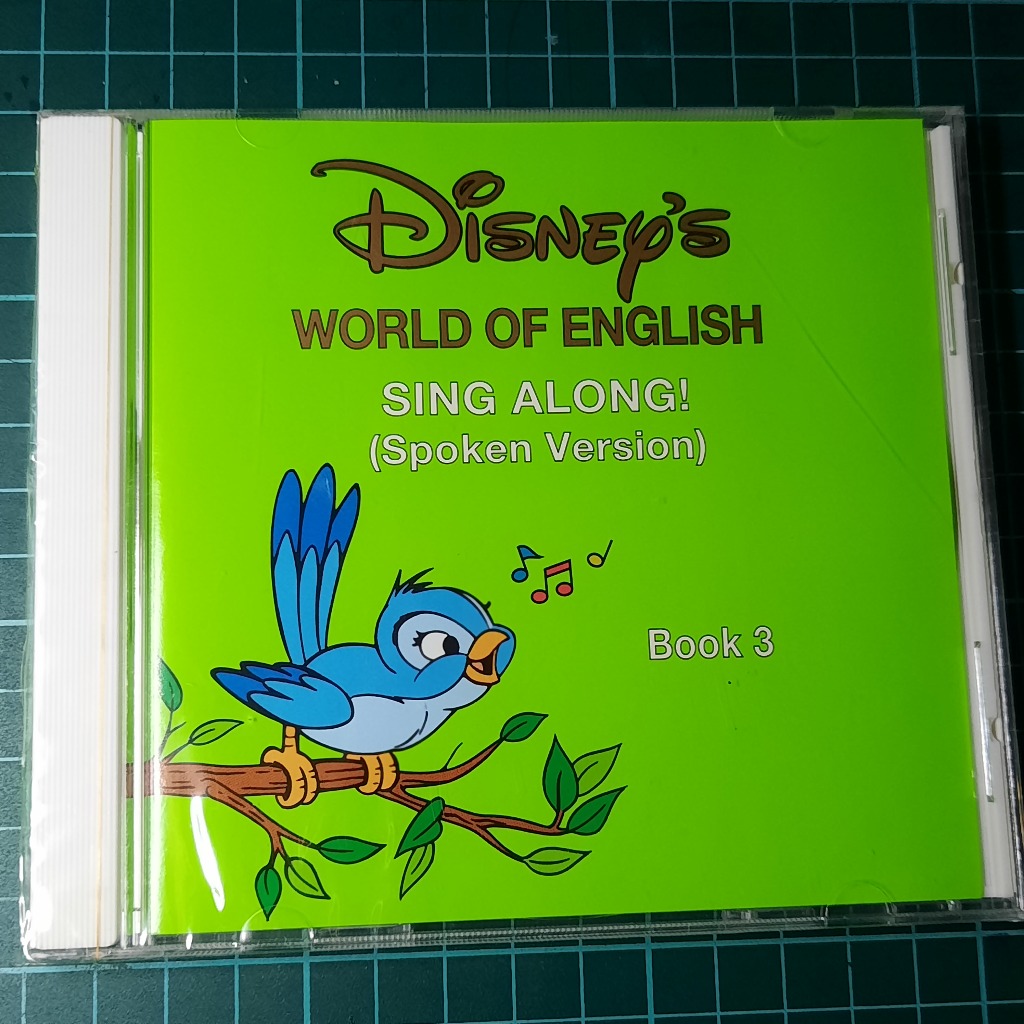 Disney's
WORLD OF ENGLISH
SING ALONG!
(Spoken Version)
Book 3